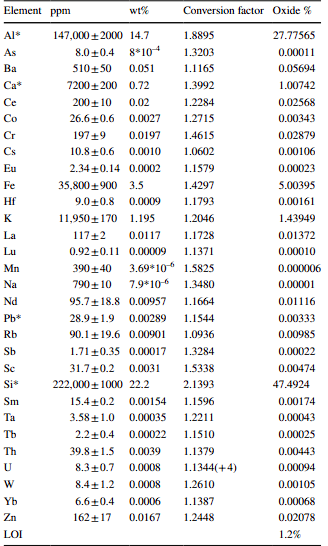 Element ppm wt% Conversion factor Oxide %
Al* 147,000 ± 2000 14.7 1.8895 27.77565
As 8.0 ± 0.4 8*10⁻⁴ 1.3203 0.00011
Ba 510 ± 50 0.051 1.1165 0.05694
Ca* 7200 ± 200 0.72 1.3992 1.00742
Ce 200 ± 10 0.02 1.2284 0.02568
Co 26.6 ± 0.6 0.0027 1.2715 0.00343
Cr 197 ± 9 0.0197 1.4615 0.02879
Cs 10.8 ± 0.6 0.0010 1.0602 0.00106
Eu 2.34 ± 0.14 0.0002 1.1579 0.00023
Fe 35,800 ± 900 3.5 1.4297 5.00395
Hf 9.0 ± 0.8 0.0009 1.1793 0.00161
K 11,950 ± 170 1.195 1.2046 1.43949
La 117 ± 2 0.0117 1.1728 0.01372
Lu 0.92 ± 0.11 0.00009 1.1371 0.00010
Mn 390 ± 40 3.69*10⁻⁶ 1.5825 0.000006
Na 790 ± 10 7.9*10⁻⁶ 1.3480 0.00001
Nd 95.7 ± 18.8 0.00957 1.1664 0.01116
Pb* 28.9 ± 1.9 0.00289 1.1544 0.00333
Rb 90.1 ± 19.6 0.00901 1.0936 0.00985
Sb 1.71 ± 0.35 0.00017 1.3284 0.00022
Sc 31.7 ± 0.2 0.0031 1.5338 0.00474
Si* 222,000 ± 1000 22.2 2.1393 47.4924
Sm 15.4 ± 0.2 0.00154 1.1596 0.00174
Ta 3.58 ± 1.0 0.00035 1.2211 0.00043
Tb 2.2 ± 0.4 0.00022 1.1510 0.00025
Th 39.8 ± 1.5 0.0039 1.1379 0.00443
U 8.3 ± 0.7 0.0008 1.1344(+4) 0.00094
W 8.4 ± 1.2 0.0008 1.2610 0.00105
Yb 6.6 ± 0.4 0.0006 1.1387 0.00068
Zn 162 ± 17 0.0167 1.2448 0.02078
LOI 1.2%